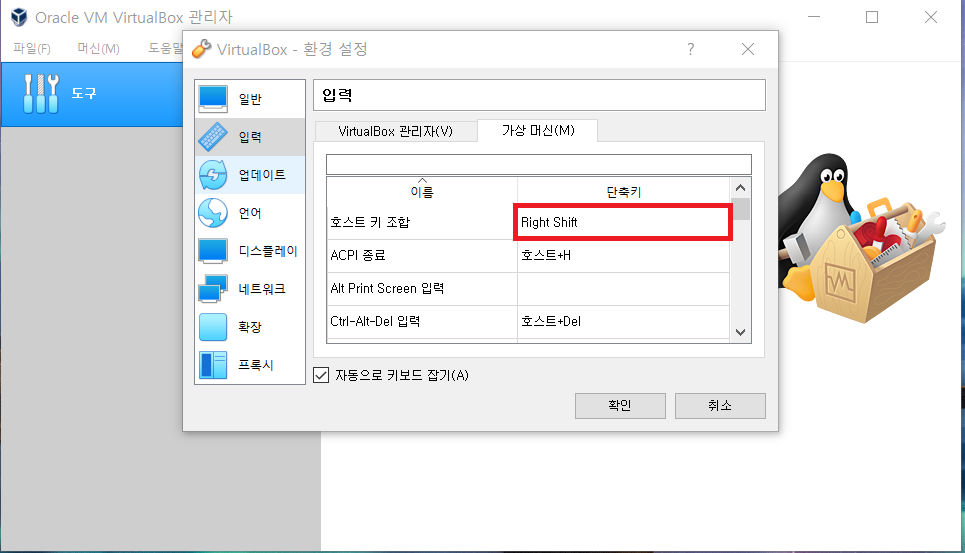 Oracle VM VirtualBox 관리자
파일(F) 머신(M) 도움말
도구
VirtualBox - 환경 설정
?
일반
입력
업데이트
언어
디스플레이
네트워크
확장
프록시
입력
VirtualBox 관리자(V) 가상 머신(M)
이름 단축키
호스트 키 조합 Right Shift
ACPI 종료 호스트+H
Alt Print Screen 입력
Ctrl-Alt-Del 입력 호스트+Del
자동으로 키보드 잡기(A)
확인 취소